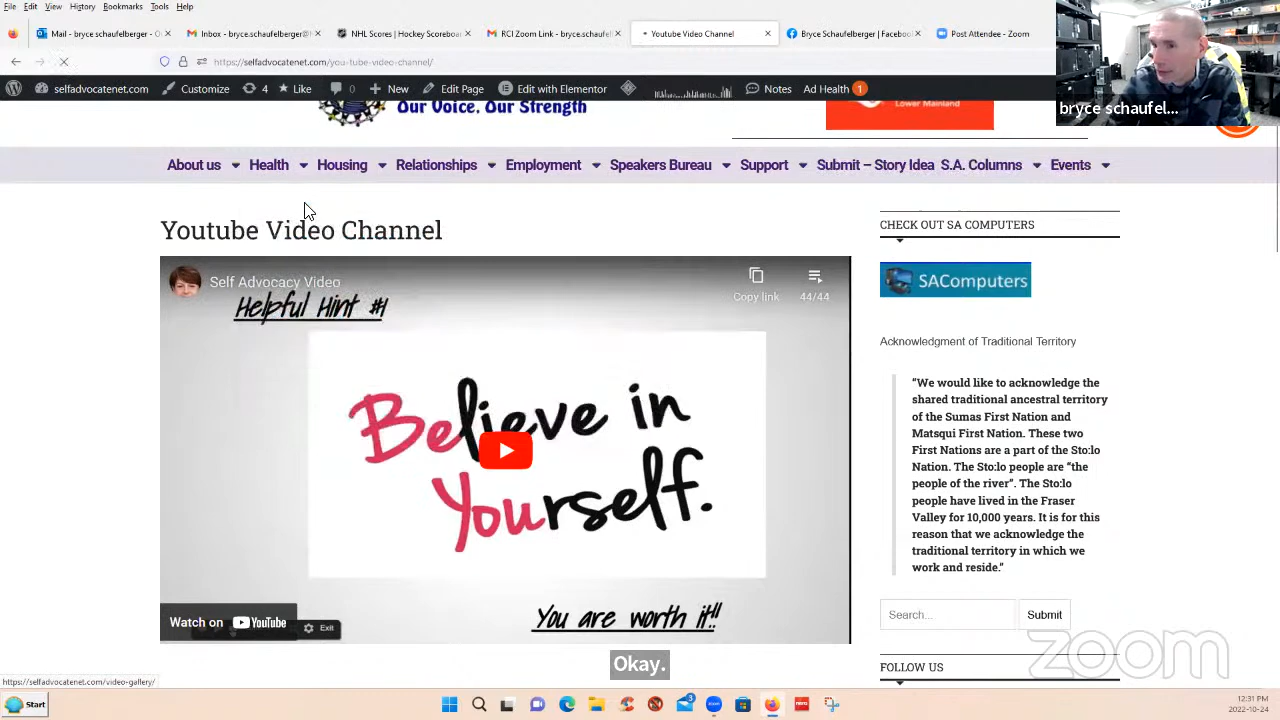 File Edit View History Bookmarks Tools Help
Mail - bryce.schaufelberger - O
Inbox - bryce.schaufelberger@
NHL Scores | Hockey Scoreboa
RCI Zoom Link - bryce.schaufel
Youtube Video Channel
Bryce Schaufelberger | Facebook
Post Attendee - Zoom
https://selfadvocatenet.com/you-tube-video-channel/
selfadvocatenet.com Customize 4 Like 0 New Edit Page Edit with Elementor Notes Ad Health 1
bryce schaufel...
Our Voice, Our Strength
Lower Mainland
About us Health Housing Relationships Employment Speakers Bureau Support Submit – Story Idea S.A. Columns Events
Youtube Video Channel
Self Advocacy Video
Copy link
44/44
Helpful Hint #1
Believe in
Yourself.
You are worth it!!
Watch on YouTube
Exit
Okay.
CHECK OUT SA COMPUTERS
SAComputers
Acknowledgment of Traditional Territory
“We would like to acknowledge the
shared traditional ancestral territory
of the Sumas First Nation and
Matsqui First Nation. These two
First Nations are a part of the Sto:lo
Nation. The Sto:lo people are “the
people of the river”. The Sto:lo
people have lived in the Fraser
Valley for 10,000 years. It is for this
reason that we acknowledge the
traditional territory in which we
work and reside.”
Search... Submit
FOLLOW US
zoom
https://selfadvocatenet.com/video-gallery/
Start
3
12:31 PM
2022-10-24